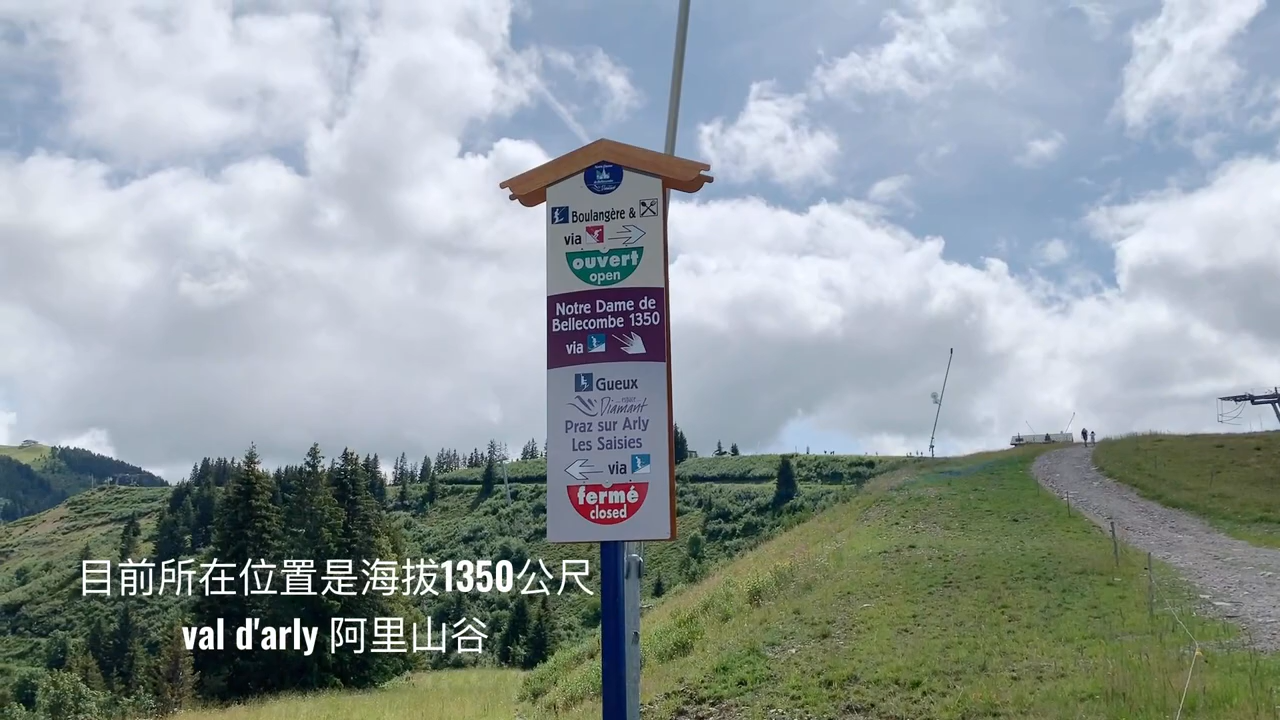 Boulangère &
via
ouvert
open
Notre Dame de
Bellecombe 1350
via
Gueux
espace
Diamant
Praz sur Arly
Les Saisies
via
fermé
closed
目前所在位置是海拔1350公尺
val d'arly 阿里山谷